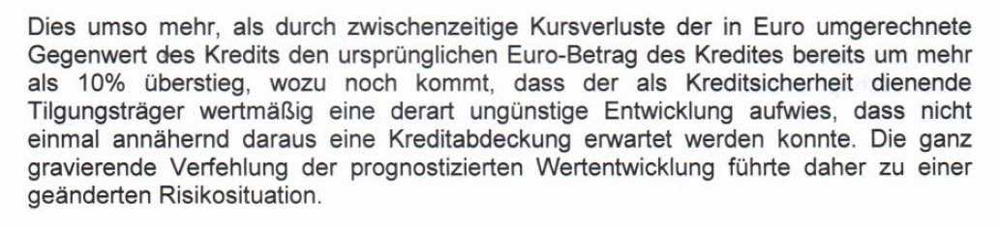 Dies umso mehr, als durch zwischenzeitige Kursverluste der in Euro umgerechnete
Gegenwert des Kredits den ursprünglichen Euro-Betrag des Kredites bereits um mehr
als 10% überstieg, wozu noch kommt, dass der als Kreditsicherheit dienende
Tilgungsträger wertmäßig eine derart ungünstige Entwicklung aufwies, dass nicht
einmal annähernd daraus eine Kreditabdeckung erwartet werden konnte. Die ganz
gravierende Verfehlung der prognostizierten Wertentwicklung führte daher zu einer
geänderten Risikosituation.